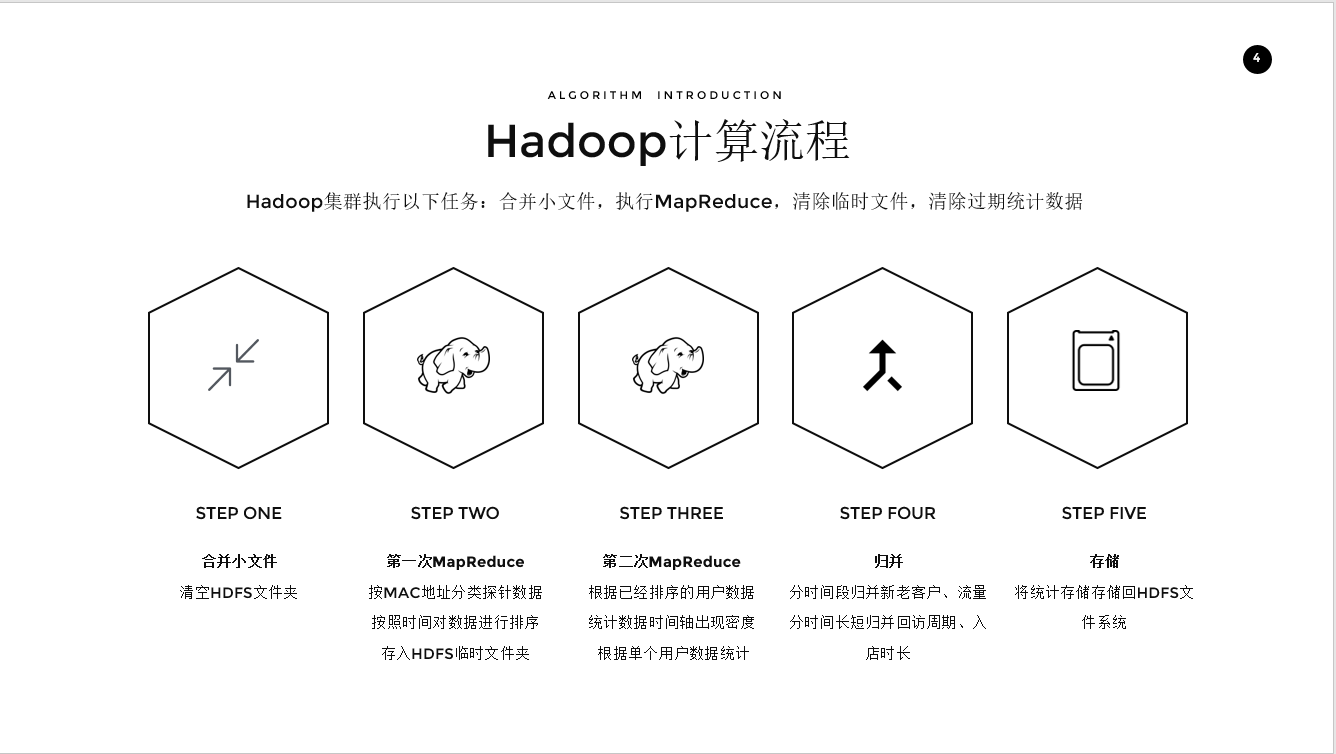 4
ALGORITHM INTRODUCTION
Hadoop计算流程
Hadoop集群执行以下任务：合并小文件，执行MapReduce，清除临时文件，清除过期统计数据
STEP ONE
合并小文件
清空HDFS文件夹
STEP TWO
第一次MapReduce
按MAC地址分类探针数据
按照时间对数据进行排序
存入HDFS临时文件夹
STEP THREE
第二次MapReduce
根据已经排序的用户数据
统计数据时间轴出现密度
根据单个用户数据统计
STEP FOUR
归并
分时间段归并新老客户、流量
分时间长短归并回访周期、入
店时长
STEP FIVE
存储
将统计存储存储回HDFS文
件系统